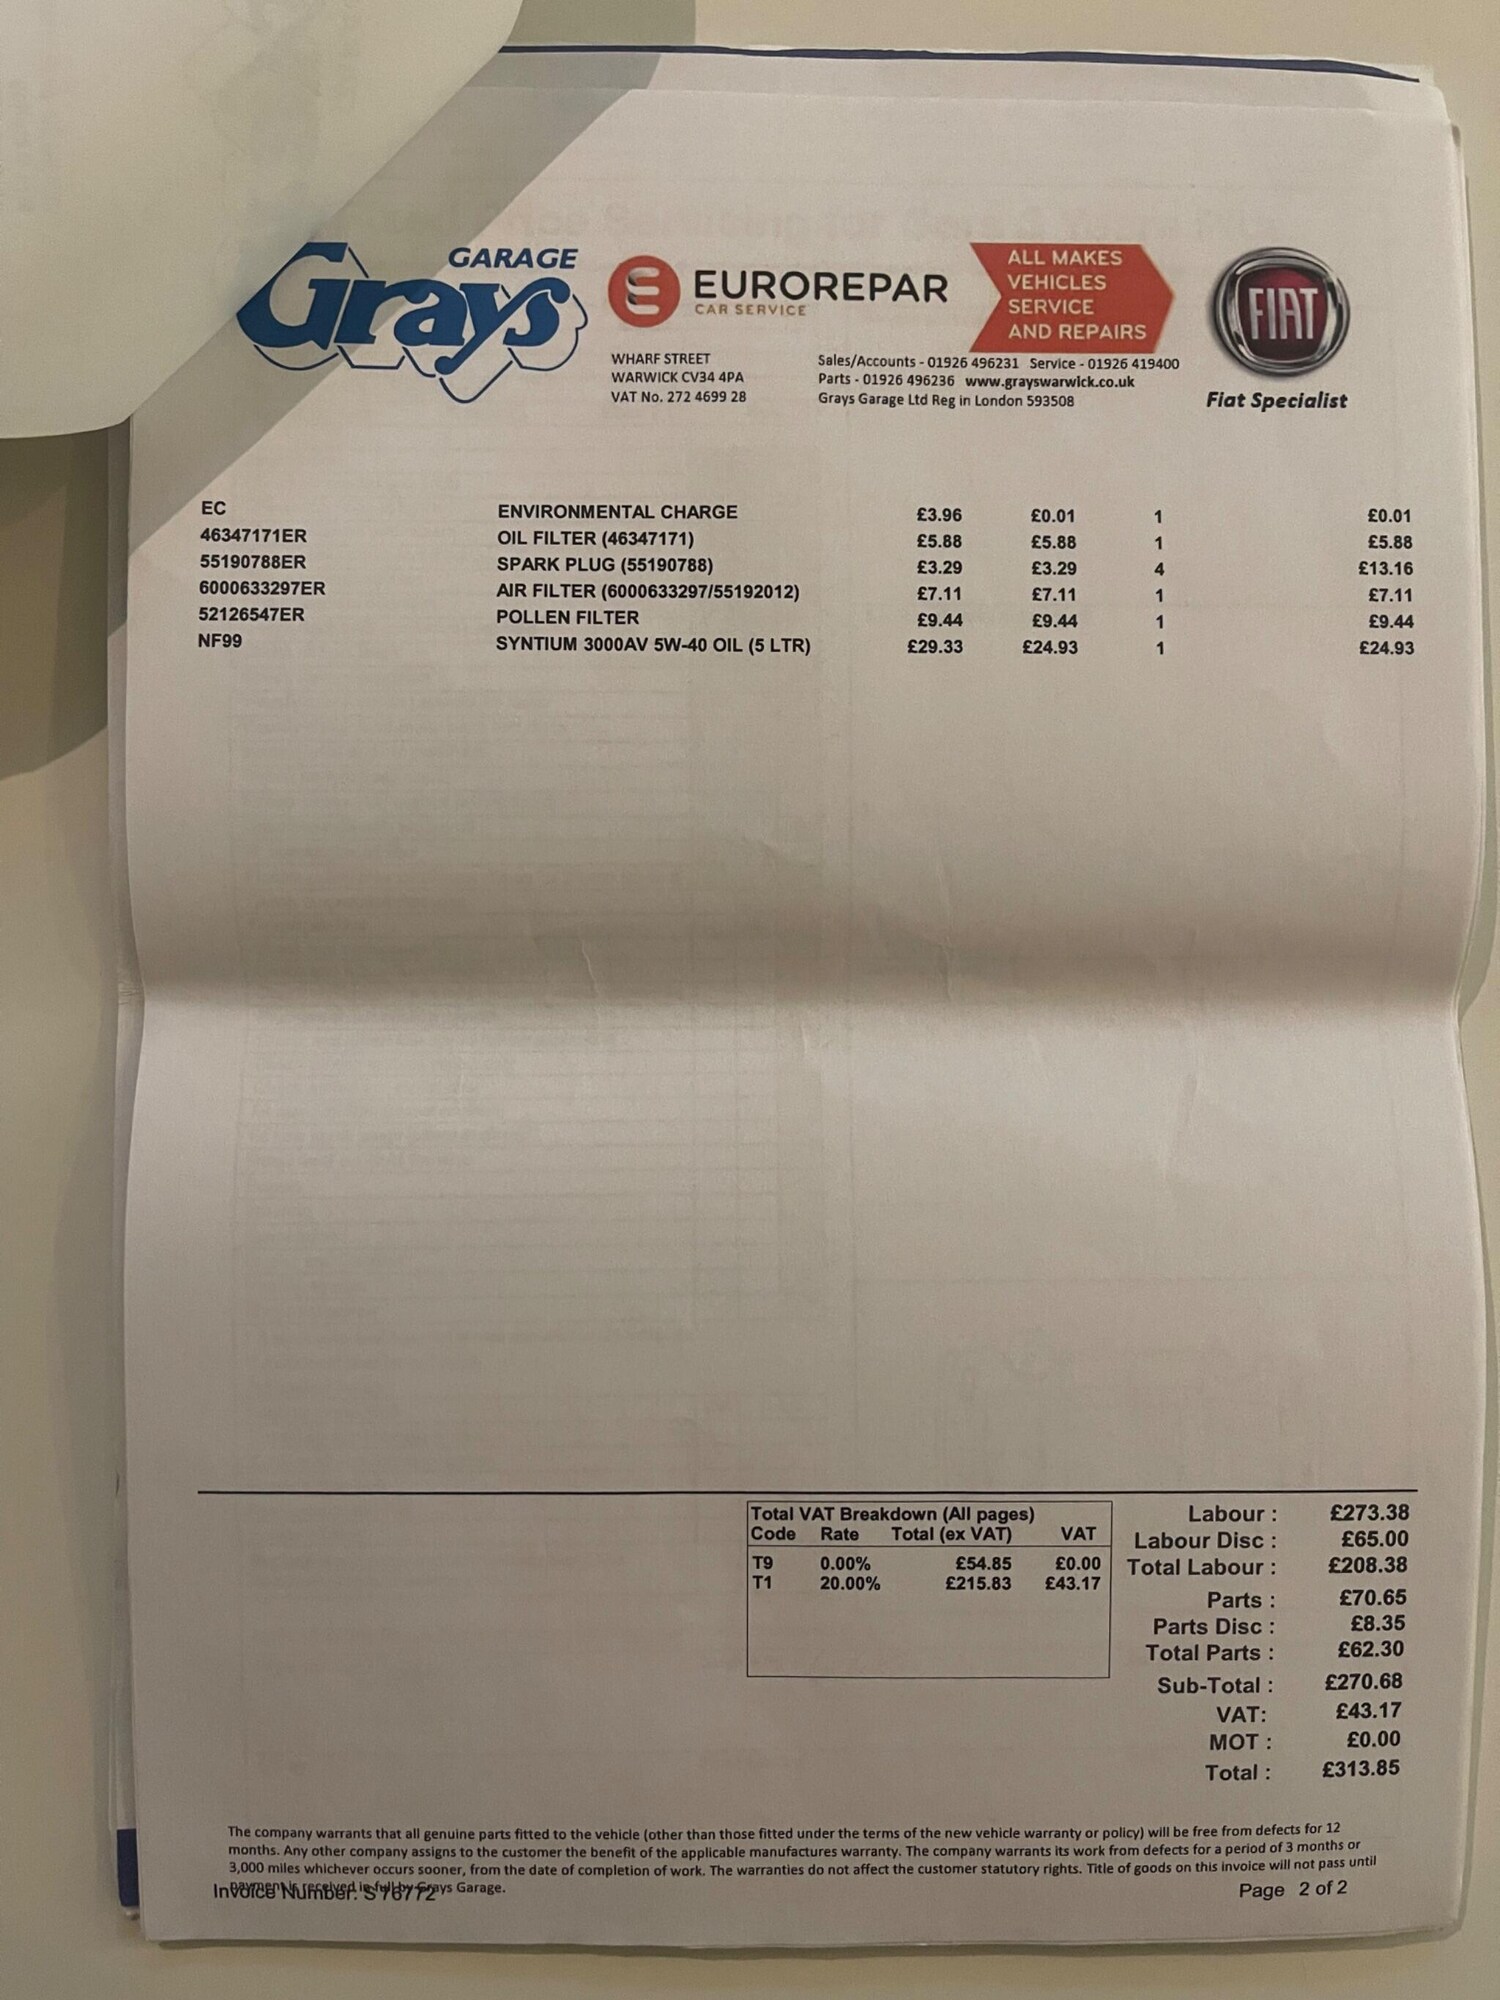 GARAGE
Grays
EUROREPAR
CAR SERVICE
ALL MAKES
VEHICLES
SERVICE
AND REPAIRS
FIAT
Fiat Specialist
WHARF STREET
WARWICK CV34 4PA
VAT No. 272 4699 28
Sales/Accounts - 01926 496231 Service - 01926 419400
Parts - 01926 496236 www.grayswarwick.co.uk
Grays Garage Ltd Reg in London 593508
EC ENVIRONMENTAL CHARGE £3.96 £0.01 1 £0.01
46347171ER OIL FILTER (46347171) £5.88 £5.88 1 £5.88
55190788ER SPARK PLUG (55190788) £3.29 £3.29 4 £13.16
6000633297ER AIR FILTER (6000633297/55192012) £7.11 £7.11 1 £7.11
52126547ER POLLEN FILTER £9.44 £9.44 1 £9.44
NF99 SYNTIUM 3000AV 5W-40 OIL (5 LTR) £29.33 £24.93 1 £24.93
Total VAT Breakdown (All pages)
Code Rate Total (ex VAT) VAT
T9 0.00% £54.85 £0.00
T1 20.00% £215.83 £43.17
Labour : £273.38
Labour Disc : £65.00
Total Labour : £208.38
Parts : £70.65
Parts Disc : £8.35
Total Parts : £62.30
Sub-Total : £270.68
VAT: £43.17
MOT : £0.00
Total : £313.85
The company warrants that all genuine parts fitted to the vehicle (other than those fitted under the terms of the new vehicle warranty or policy) will be free from defects for 12
months. Any other company assigns to the customer the benefit of the applicable manufactures warranty. The company warrants its work from defects for a period of 3 months or
3,000 miles whichever occurs sooner, from the date of completion of work. The warranties do not affect the customer statutory rights. Title of goods on this invoice will not pass until
payment is received in full by Grays Garage.
Invoice Number: S 76772
Page 2 of 2